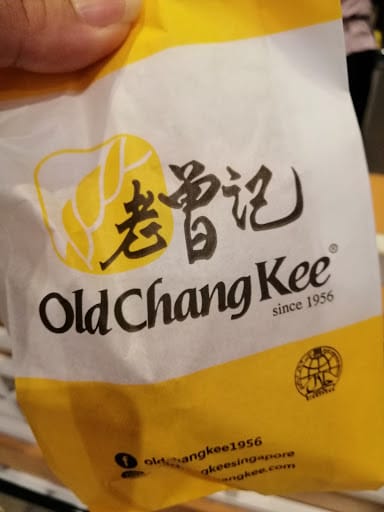 老曾记
Old Chang Kee®
since 1956
oldchangkee1956